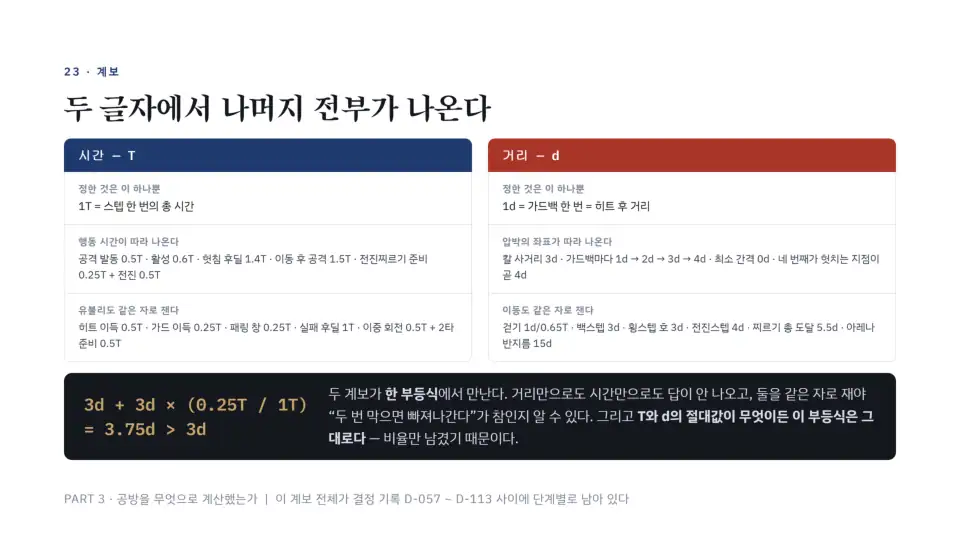 23 · 계보
두 글자에서 나머지 전부가 나온다
시간 — T
정한 것은 이 하나뿐
1T = 스텝 한 번의 총 시간
행동 시간이 따라 나온다
공격 발동 0.5T · 활성 0.6T · 헛침 후딜 1.4T · 이동 후 공격 1.5T · 전진찌르기 준비
0.25T + 전진 0.5T
유불리도 같은 자로 잰다
히트 이득 0.5T · 가드 이득 0.25T · 패링 창 0.25T · 실패 후딜 1T · 이중 회전 0.5T + 2타
준비 0.5T
거리 — d
정한 것은 이 하나뿐
1d = 가드백 한 번 = 히트 후 거리
압박의 좌표가 따라 나온다
칼 사거리 3d · 가드백마다 1d → 2d → 3d → 4d · 최소 간격 0d · 네 번째가 헛치는 지점이
곧 4d
이동도 같은 자로 잰다
걷기 1d/0.65T · 백스텝 3d · 횡스텝 호 3d · 전진스텝 4d · 찌르기 총 도달 5.5d · 아레나
반지름 15d
3d + 3d × (0.25T / 1T)
= 3.75d > 3d
두 계보가 한 부등식에서 만난다. 거리만으로도 시간만으로도 답이 안 나오고, 둘을 같은 자로 재야
“두 번 막으면 빠져나간다”가 참인지 알 수 있다. 그리고 T와 d의 절대값이 무엇이든 이 부등식은 그
대로다 — 비율만 남겼기 때문이다.
PART 3 · 공방을 무엇으로 계산했는가 | 이 계보 전체가 결정 기록 D-057 ~ D-113 사이에 단계별로 남아 있다